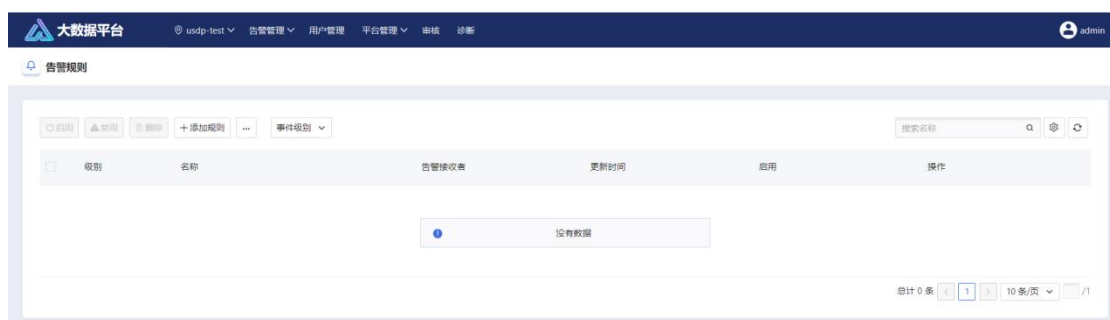 大数据平台 usdp-test 告警管理 用户管理 平台管理 审核 诊断 admin
告警规则
启用 禁用 删除 +添加规则 ... 事件级别 搜索名称
级别 名称 告警接收者 更新时间 启用 操作
没有数据
总计 0 条 < 1 > 10 条/页 /1